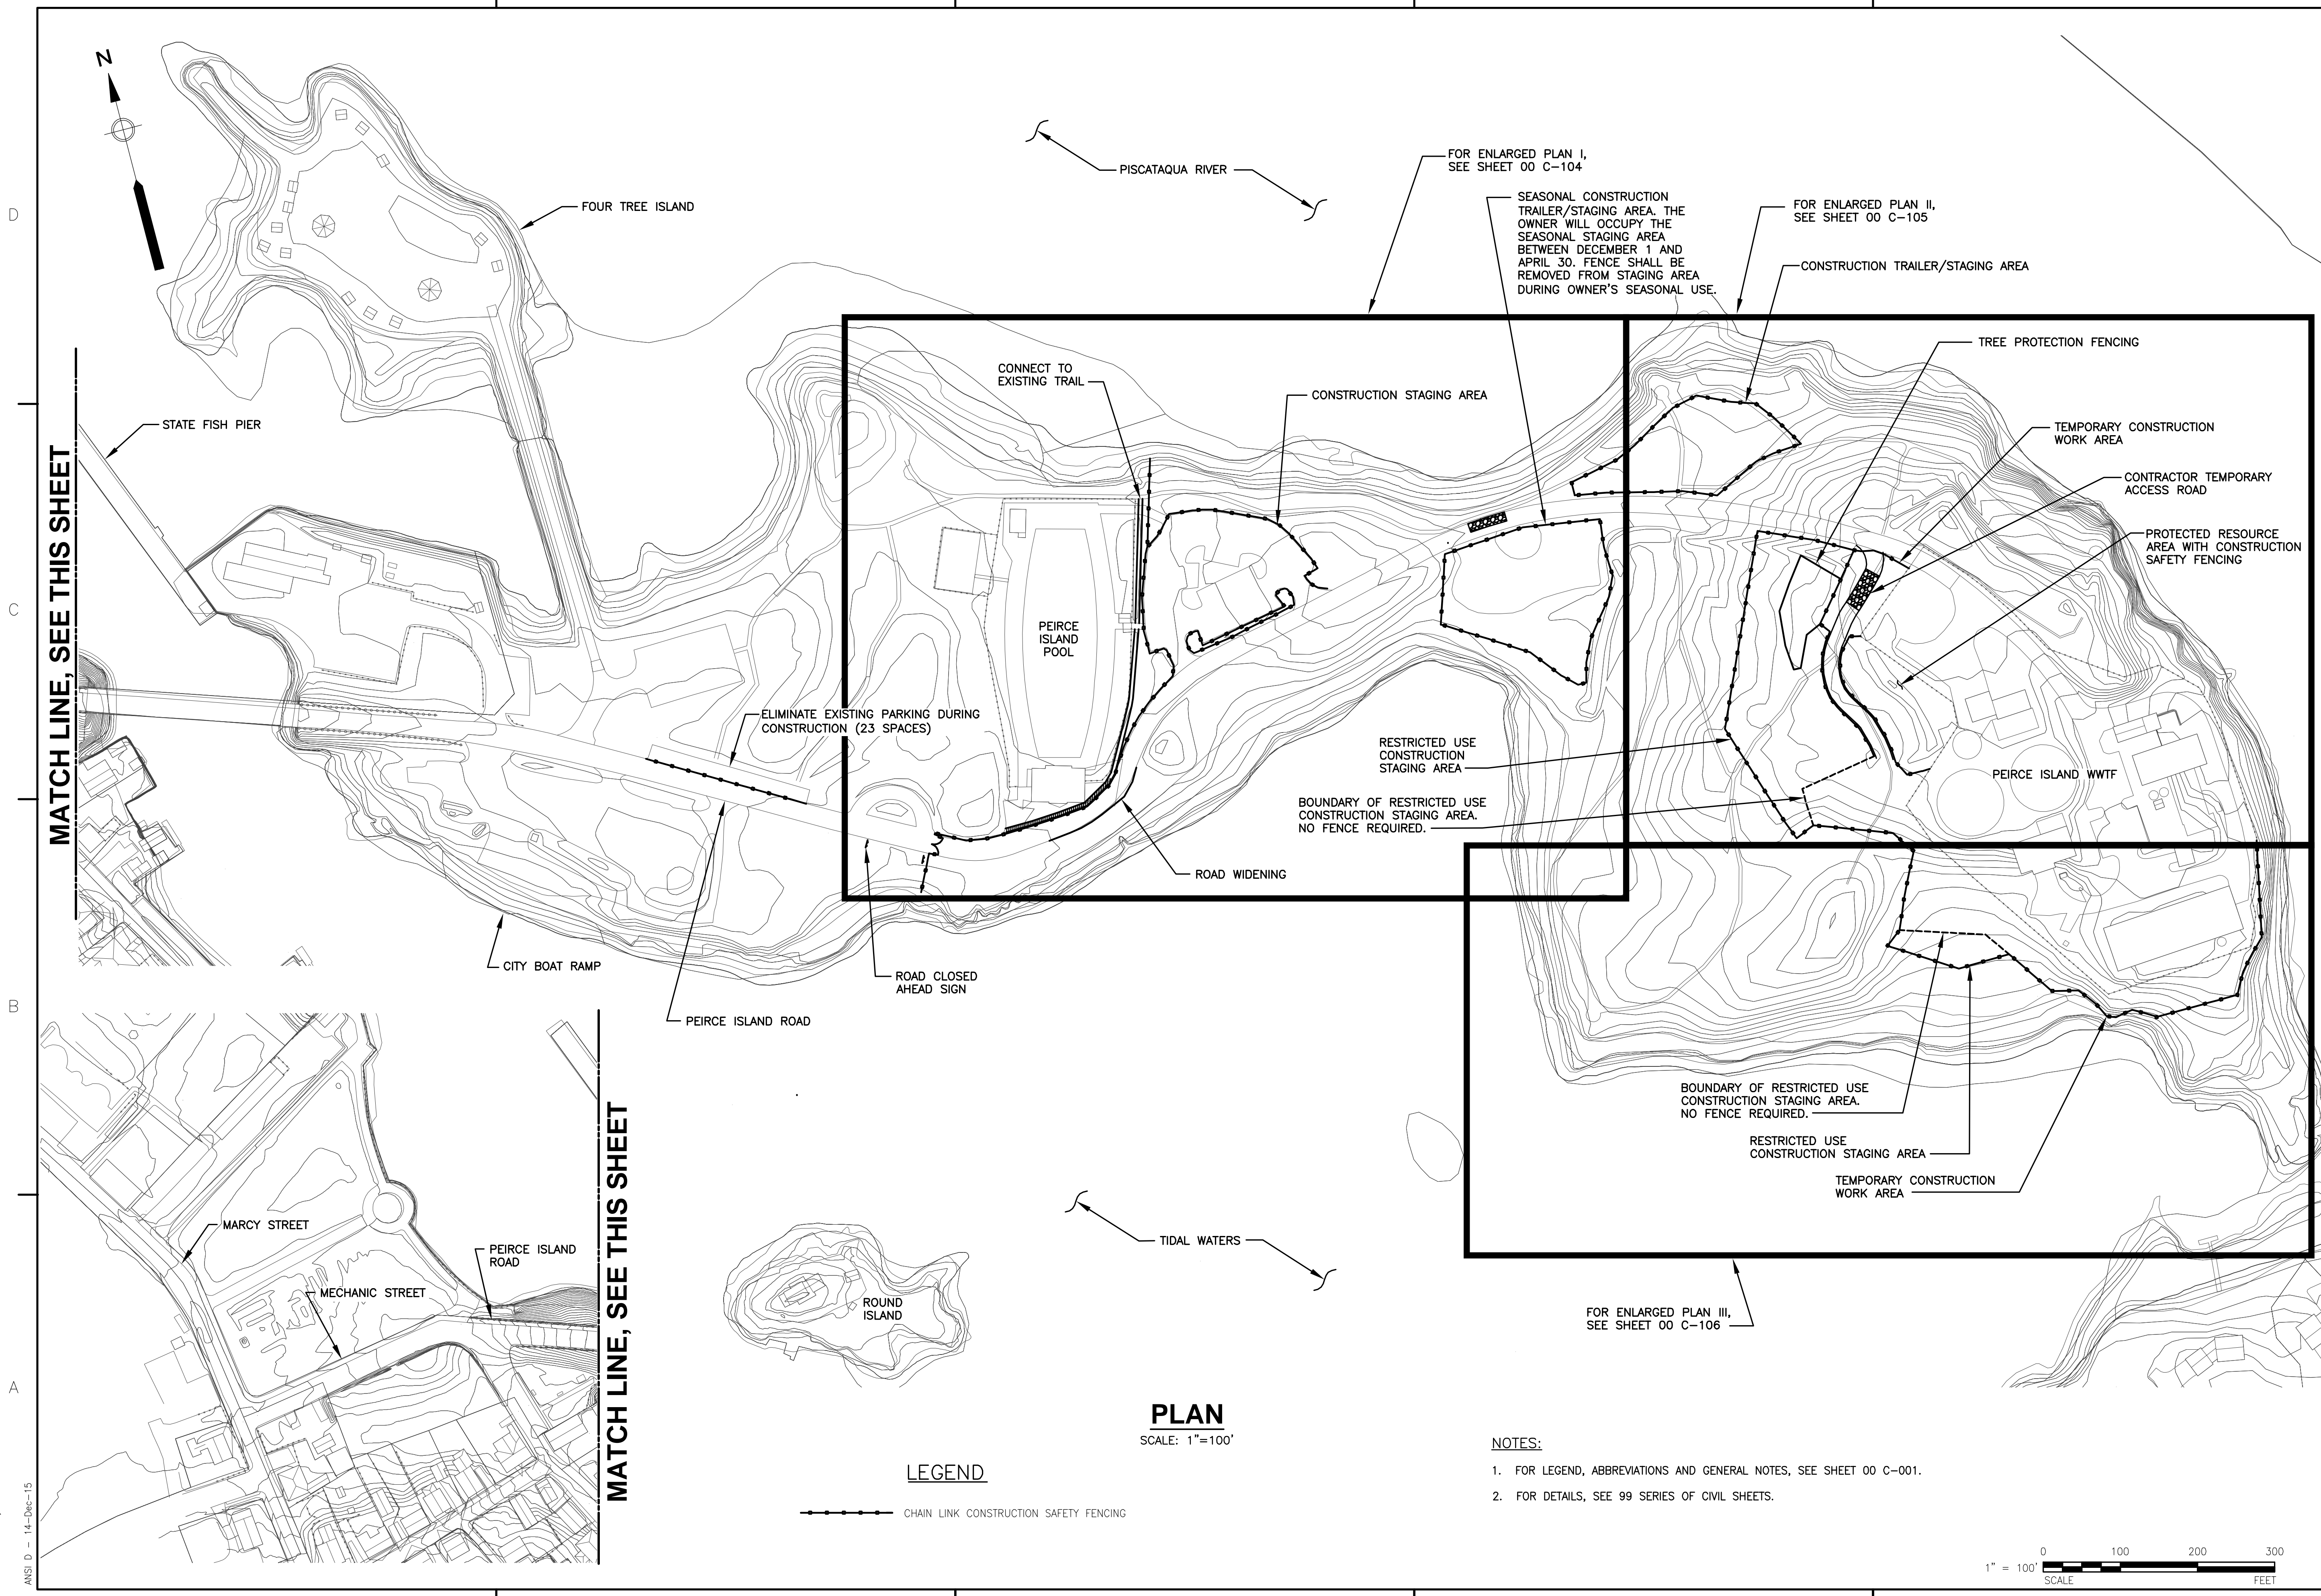 N
D
C
B
A
FOUR TREE ISLAND
PISCATAQUA RIVER
FOR ENLARGED PLAN I,
SEE SHEET 00 C-104
SEASONAL CONSTRUCTION
TRAILER/STAGING AREA. THE
OWNER WILL OCCUPY THE
SEASONAL STAGING AREA
BETWEEN DECEMBER 1 AND
APRIL 30. FENCE SHALL BE
REMOVED FROM STAGING AREA
DURING OWNER'S SEASONAL USE.
FOR ENLARGED PLAN II,
SEE SHEET 00 C-105
CONSTRUCTION TRAILER/STAGING AREA
TREE PROTECTION FENCING
TEMPORARY CONSTRUCTION
WORK AREA
CONTRACTOR TEMPORARY
ACCESS ROAD
PROTECTED RESOURCE
AREA WITH CONSTRUCTION
SAFETY FENCING
CONNECT TO
EXISTING TRAIL
CONSTRUCTION STAGING AREA
STATE FISH PIER
MATCH LINE, SEE THIS SHEET
PEIRCE
ISLAND
POOL
ELIMINATE EXISTING PARKING DURING
CONSTRUCTION (23 SPACES)
RESTRICTED USE
CONSTRUCTION
STAGING AREA
BOUNDARY OF RESTRICTED USE
CONSTRUCTION STAGING AREA.
NO FENCE REQUIRED.
PEIRCE ISLAND WWTF
ROAD WIDENING
CITY BOAT RAMP
ROAD CLOSED
AHEAD SIGN
PEIRCE ISLAND ROAD
BOUNDARY OF RESTRICTED USE
CONSTRUCTION STAGING AREA.
NO FENCE REQUIRED.
RESTRICTED USE
CONSTRUCTION STAGING AREA
TEMPORARY CONSTRUCTION
WORK AREA
MARCY STREET
PEIRCE ISLAND
ROAD
MECHANIC STREET
MATCH LINE, SEE THIS SHEET
TIDAL WATERS
ROUND
ISLAND
FOR ENLARGED PLAN III,
SEE SHEET 00 C-106
PLAN
SCALE: 1"=100'
LEGEND
CHAIN LINK CONSTRUCTION SAFETY FENCING
NOTES:
1. FOR LEGEND, ABBREVIATIONS AND GENERAL NOTES, SEE SHEET 00 C-001.
2. FOR DETAILS, SEE 99 SERIES OF CIVIL SHEETS.
0 100 200 300
1" = 100'
SCALE FEET
ANSI D - 14-Dec-15